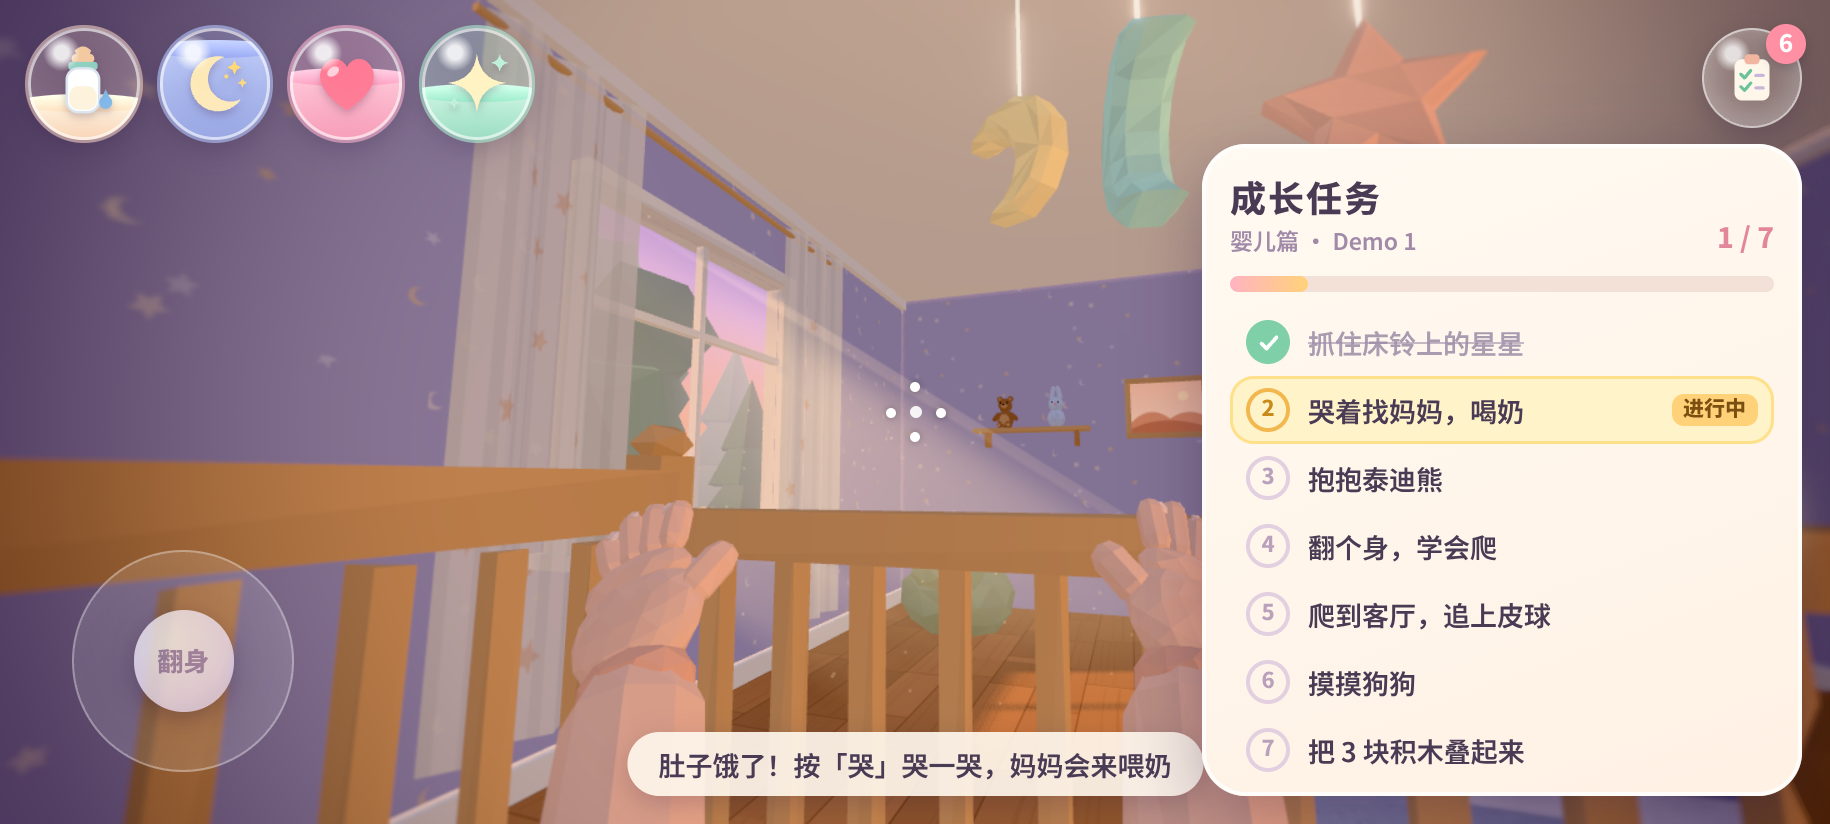 6
成长任务
婴儿篇 • Demo 1
1 / 7
抓住床铃上的星星
2 哭着找妈妈，喝奶 进行中
3 抱抱泰迪熊
4 翻个身，学会爬
5 爬到客厅，追上皮球
6 摸摸狗狗
7 把 3 块积木叠起来
翻身
肚子饿了！按「哭」哭一哭，妈妈会来喂奶